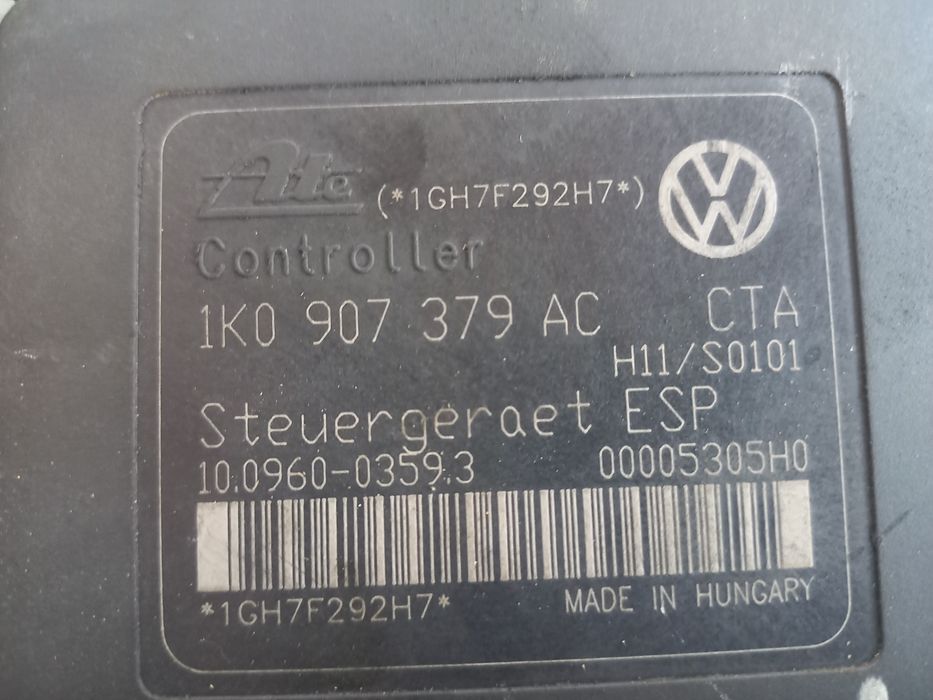 Ate (*1GH7F292H7*)
Controller
1K0 907 379 AC CTA
H11/S0101
Steuergeraet ESP
10.0960-0359.3 00005305H0
*1GH7F292H7* MADE IN HUNGARY